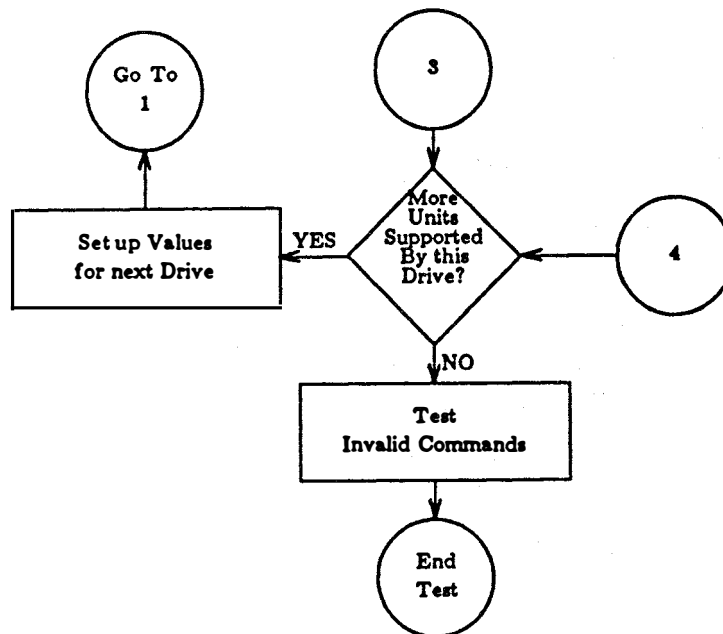 Go To
1
3
More
Units
Supported
By this
Drive?
YES
Set up Values
for next Drive
4
NO
Test
Invalid Commands
End
Test